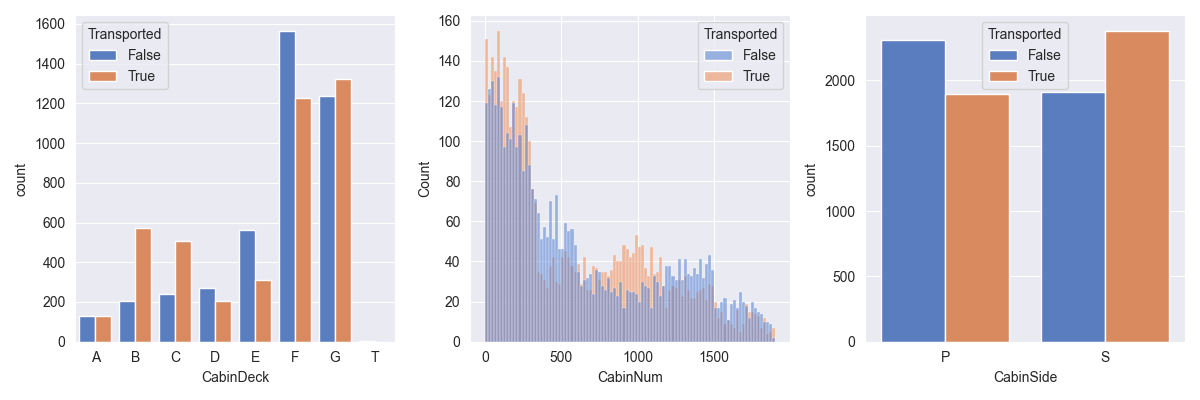 Transported
False
True
count
1600
1400
1200
1000
800
600
400
200
0
A B C D E F G T
CabinDeck
Transported
False
True
Count
160
140
120
100
80
60
40
20
0
0 500 1000 1500
CabinNum
Transported
False
True
count
2000
1500
1000
500
0
P S
CabinSide